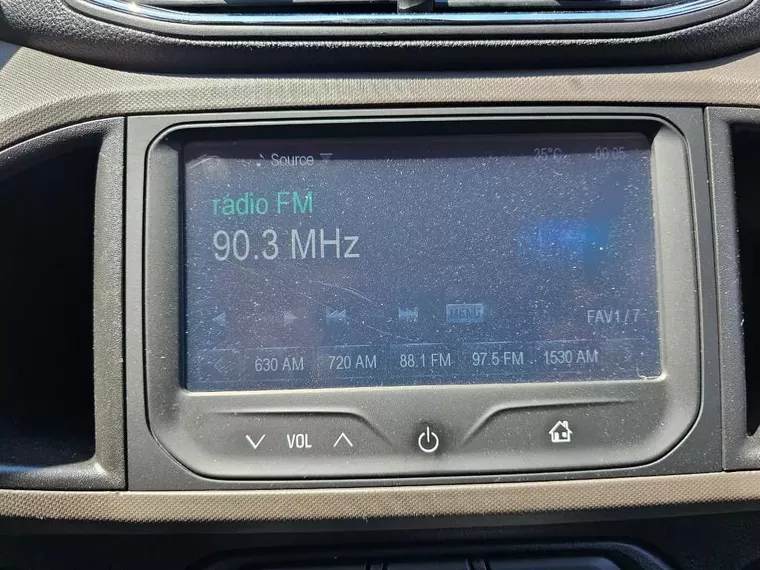 Source 35°C 00:05
rádio FM
90.3 MHz
MENU
FAV1 / 7
630 AM 720 AM 88.1 FM 97.5 FM 1530 AM
VOL